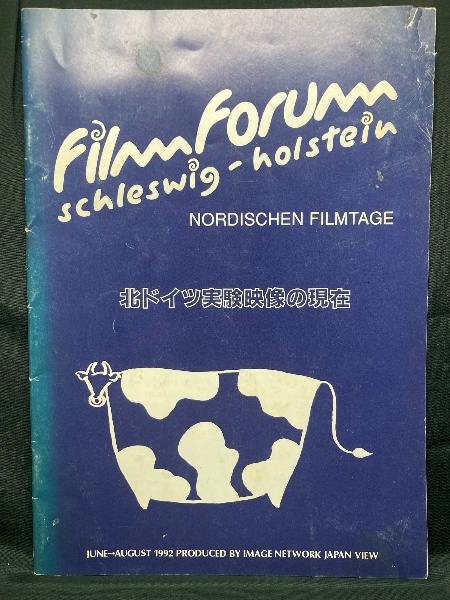 Film Forum
schleswig-holstein
NORDISCHEN FILMTAGE
北ドイツ実験映像の現在
JUNE→AUGUST 1992 PRODUCED BY IMAGE NETWORK JAPAN VIEW